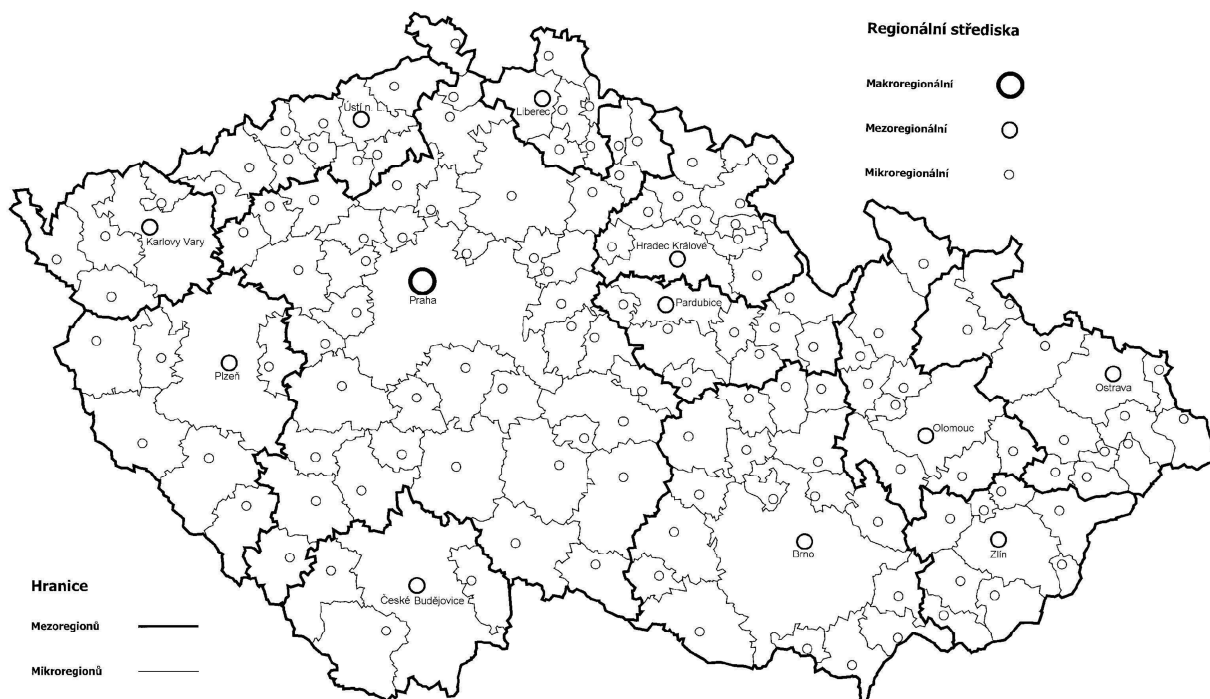 Regionální střediska
Makroregionální
Mezoregionální
Mikroregionální
Ústí n. L.
Liberec
Karlovy Vary
Hradec Králové
Praha
Pardubice
Plzeň
Ostrava
Olomouc
Brno
Zlín
České Budějovice
Hranice
Mezoregionů
Mikroregionů